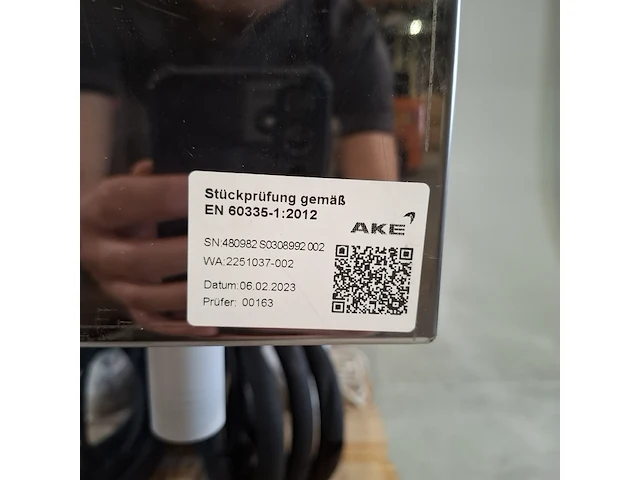 Stückprüfung gemäß
EN 60335-1:2012
AKE
SN:480982 S0308992 002
WA:2251037-002
Datum:06.02.2023
Prüfer: 00163